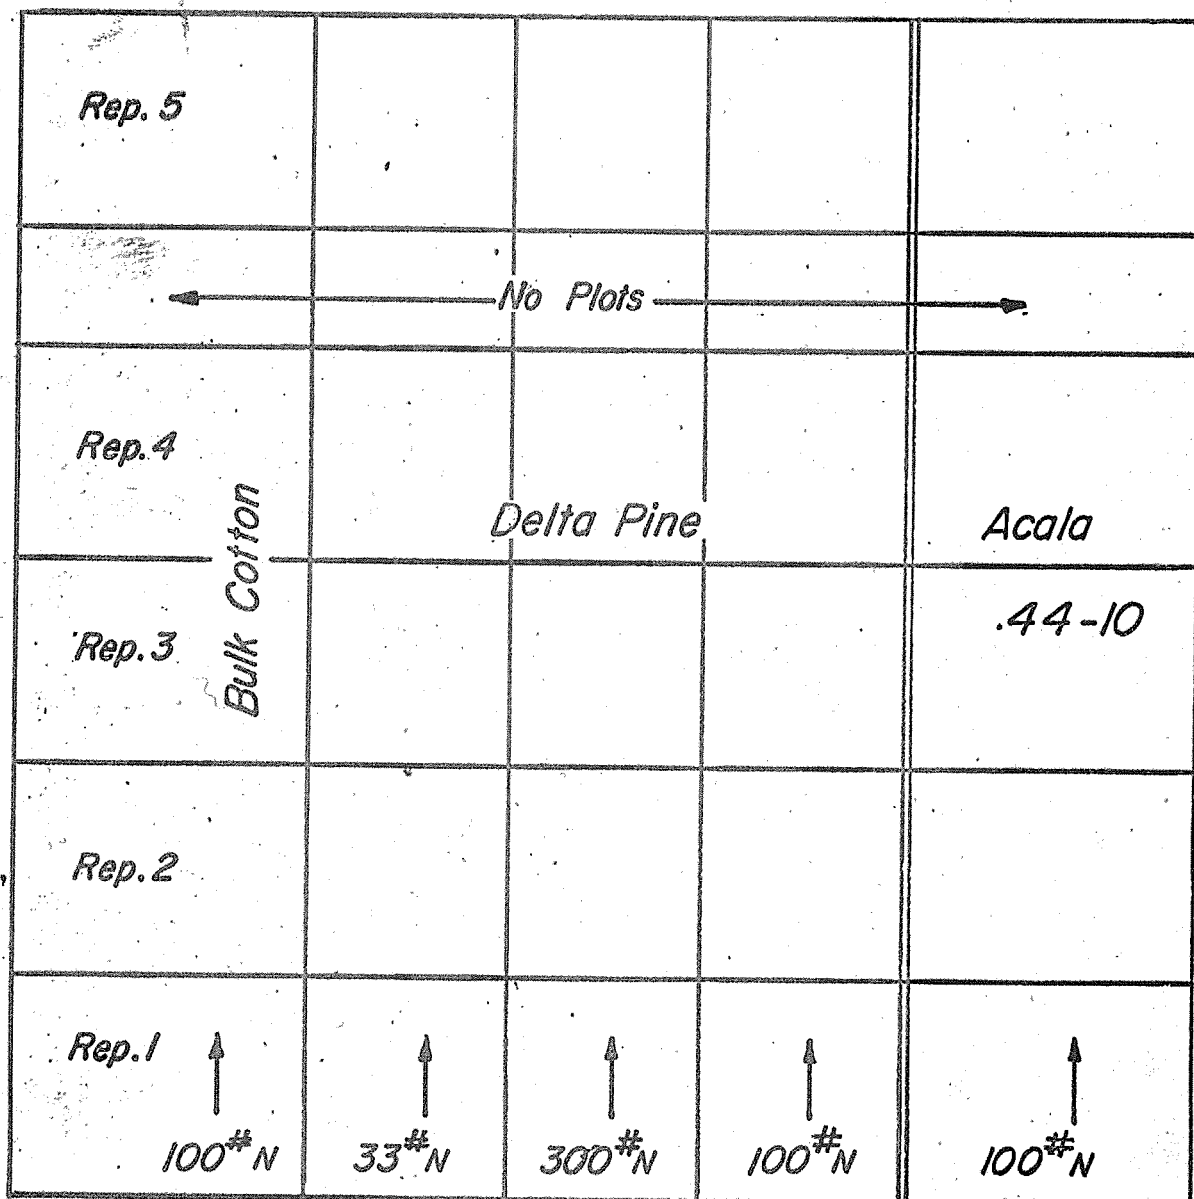 Rep. 5
No Plots
Rep. 4
Delta Pine
Acala
Bulk Cotton
.44-10
Rep. 3
Rep. 2
Rep. 1
100# N
33# N
300# N
100# N
100# N